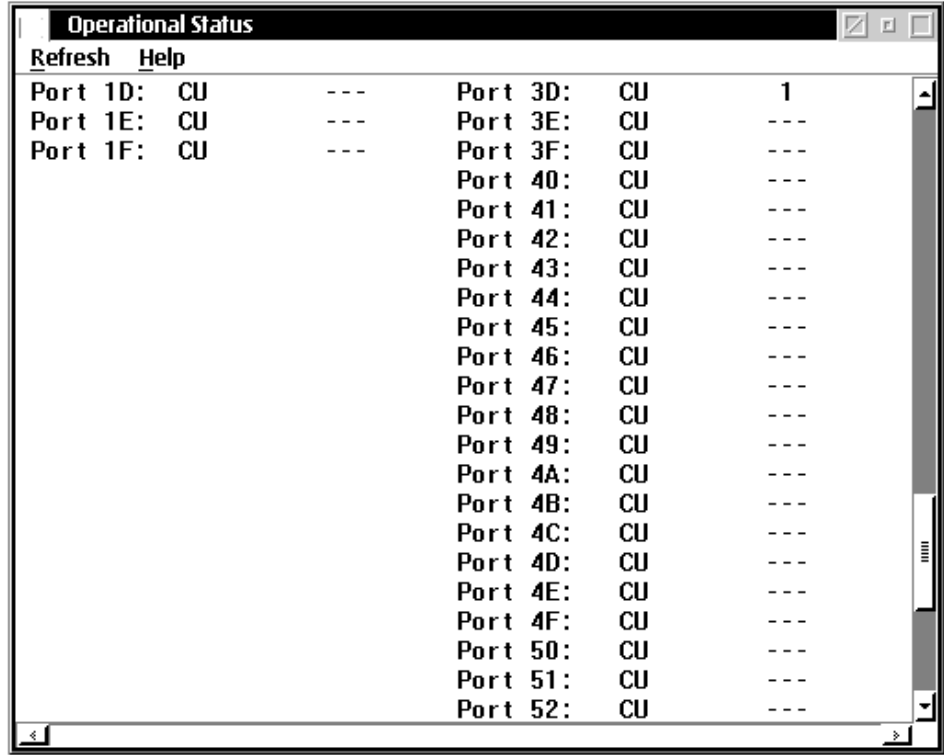 Operational Status
Refresh Help
Port 1D: CU --- Port 3D: CU 1
Port 1E: CU --- Port 3E: CU ---
Port 1F: CU --- Port 3F: CU ---
Port 40: CU ---
Port 41: CU ---
Port 42: CU ---
Port 43: CU ---
Port 44: CU ---
Port 45: CU ---
Port 46: CU ---
Port 47: CU ---
Port 48: CU ---
Port 49: CU ---
Port 4A: CU ---
Port 4B: CU ---
Port 4C: CU ---
Port 4D: CU ---
Port 4E: CU ---
Port 4F: CU ---
Port 50: CU ---
Port 51: CU ---
Port 52: CU ---